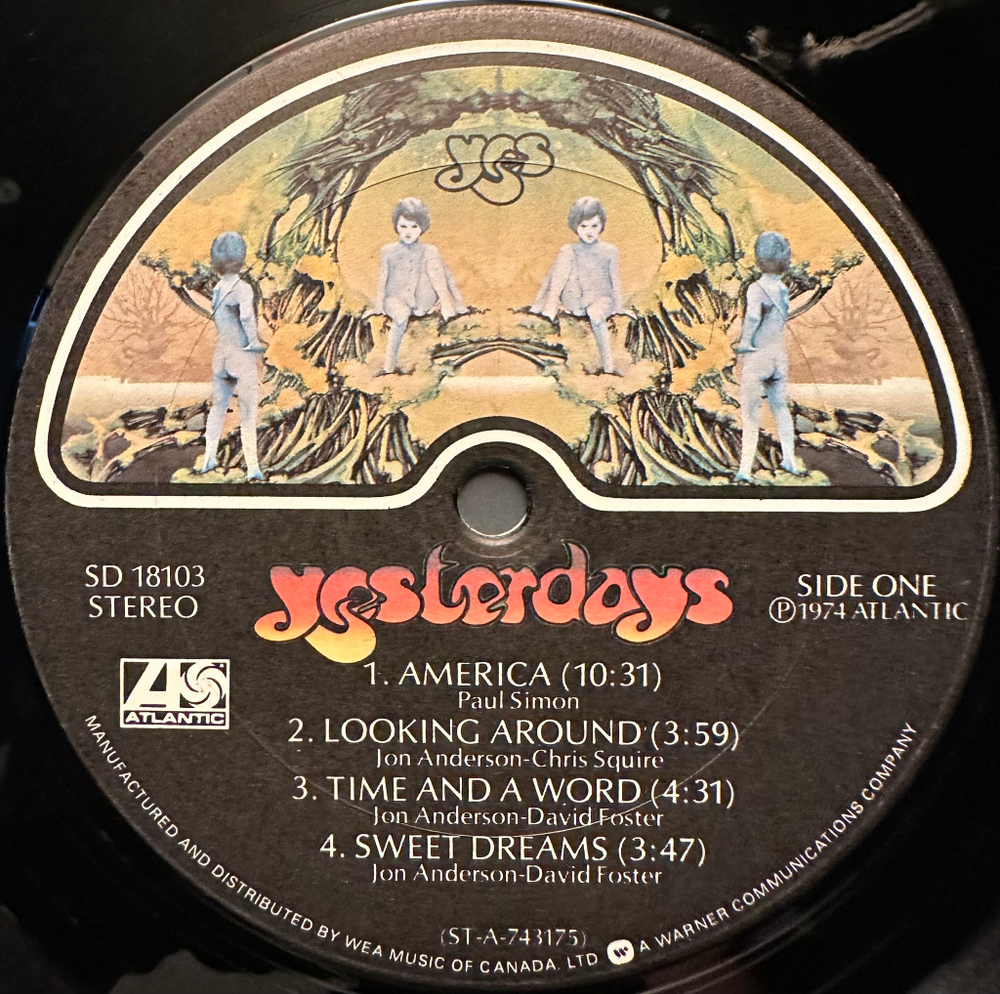 yes
SD 18103
STEREO
yesterdays
SIDE ONE
Ⓟ1974 ATLANTIC
1. AMERICA (10:31)
Paul Simon
2. LOOKING AROUND (3:59)
Jon Anderson-Chris Squire
3. TIME AND A WORD (4:31)
Jon Anderson-David Foster
4. SWEET DREAMS (3:47)
Jon Anderson-David Foster
ATLANTIC
(ST-A-743175)
MANUFACTURED AND DISTRIBUTED BY WEA MUSIC OF CANADA. LTD W A WARNER COMMUNICATIONS COMPANY